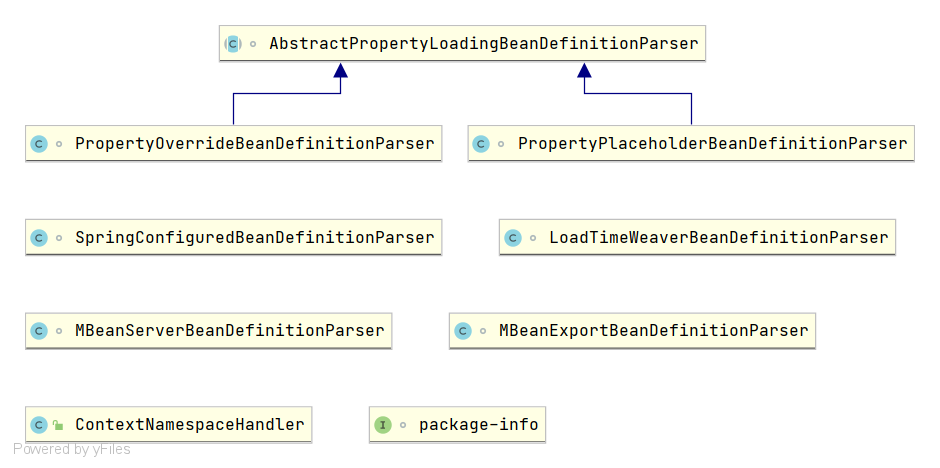 AbstractPropertyLoadingBeanDefinitionParser
PropertyOverrideBeanDefinitionParser
PropertyPlaceholderBeanDefinitionParser
SpringConfiguredBeanDefinitionParser
LoadTimeWeaverBeanDefinitionParser
MBeanServerBeanDefinitionParser
MBeanExportBeanDefinitionParser
ContextNamespaceHandler
package-info
Powered by yFiles